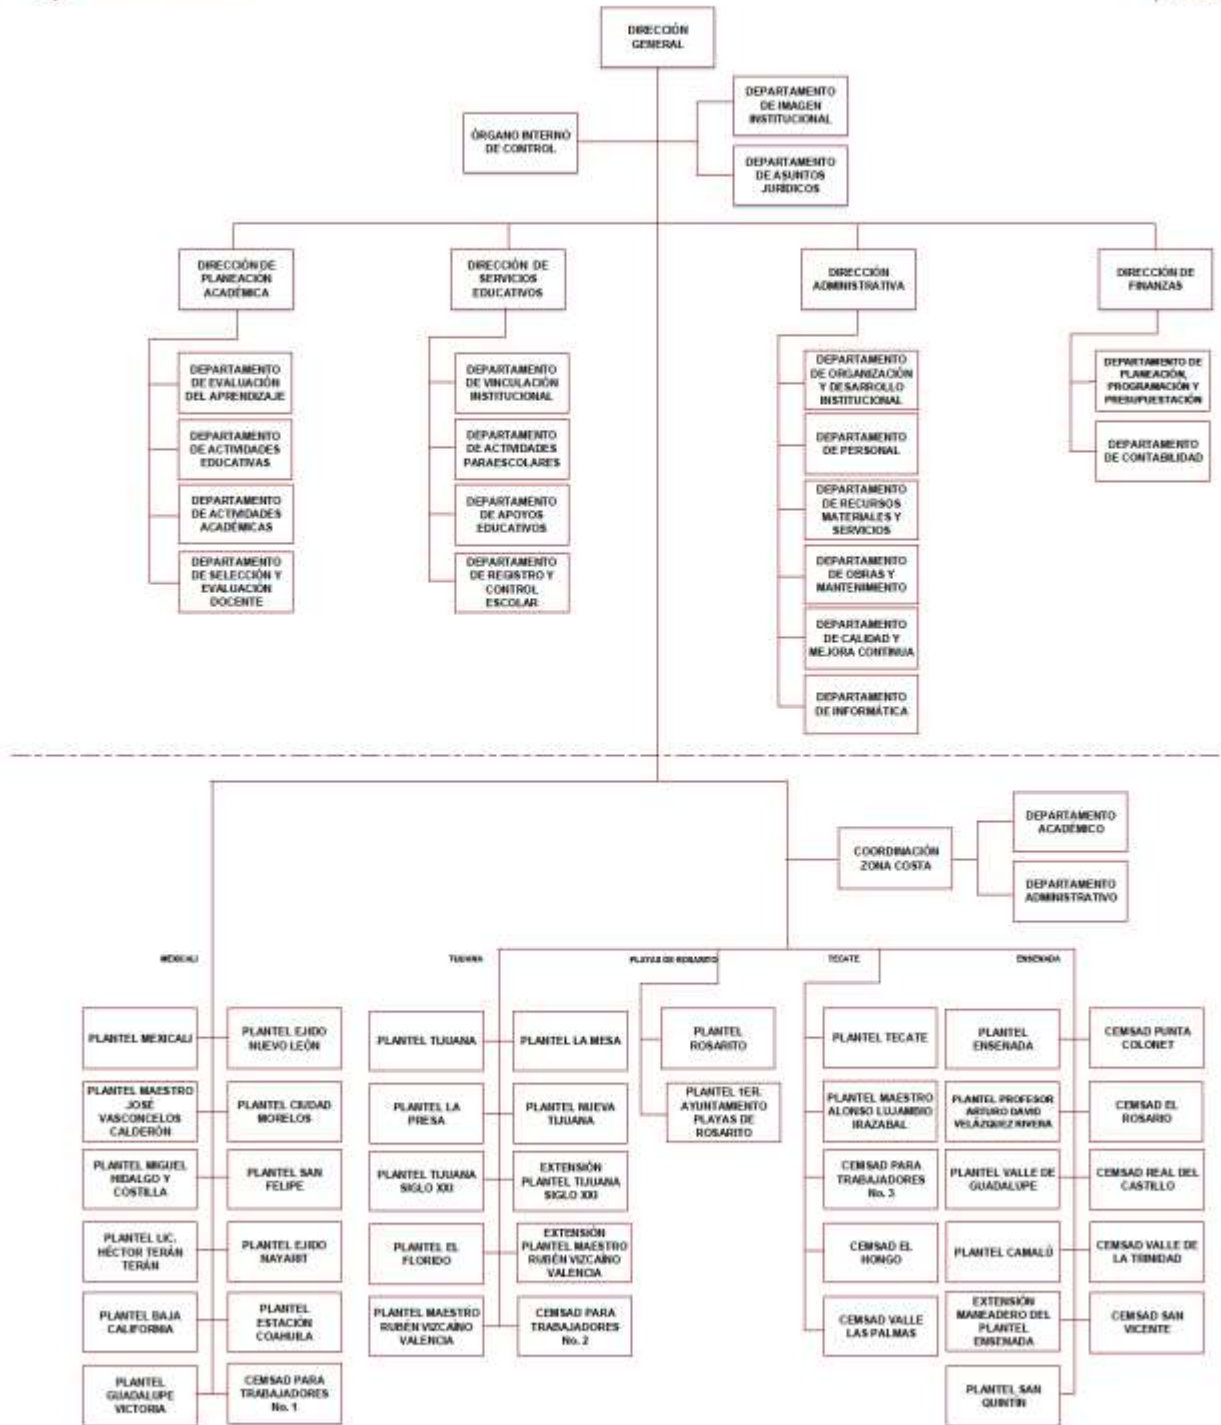 DIRECCIÓN
GENERAL
DEPARTAMENTO
DE IMAGEN
INSTITUCIONAL
ÓRGANO INTERNO
DE CONTROL
DEPARTAMENTO
DE ASUNTOS
JURÍDICOS
DIRECCIÓN DE
PLANEACIÓN
ACADÉMICA
DIRECCIÓN DE
SERVICIOS
EDUCATIVOS
DIRECCIÓN
ADMINISTRATIVA
DIRECCIÓN DE
FINANZAS
DEPARTAMENTO
DE EVALUACIÓN
DEL APRENDIZAJE
DEPARTAMENTO
DE ACTIVIDADES
EDUCATIVAS
DEPARTAMENTO
DE ACTIVIDADES
ACADÉMICAS
DEPARTAMENTO
DE SELECCIÓN Y
EVALUACIÓN
DOCENTE
DEPARTAMENTO
DE VINCULACIÓN
INSTITUCIONAL
DEPARTAMENTO
DE ACTIVIDADES
PARAESCOLARES
DEPARTAMENTO
DE APOYOS
EDUCATIVOS
DEPARTAMENTO
DE REGISTRO Y
CONTROL
ESCOLAR
DEPARTAMENTO
DE ORGANIZACIÓN
Y DESARROLLO
INSTITUCIONAL
DEPARTAMENTO
DE PERSONAL
DEPARTAMENTO
DE RECURSOS
MATERIALES Y
SERVICIOS
DEPARTAMENTO
DE OBRAS Y
MANTENIMIENTO
DEPARTAMENTO
DE CALIDAD Y
MEJORA CONTINUA
DEPARTAMENTO
DE INFORMÁTICA
DEPARTAMENTO DE
PLANEACIÓN,
PROGRAMACIÓN Y
PRESUPUESTACIÓN
DEPARTAMENTO
DE CONTABILIDAD
COORDINACIÓN
ZONA COSTA
DEPARTAMENTO
ACADÉMICO
DEPARTAMENTO
ADMINISTRATIVO
MEXICALI
PLANTEL MEXICALI
PLANTEL EJIDO
NUEVO LEÓN
PLANTEL MAESTRO
JOSÉ
VASCONCELOS
CALDERÓN
PLANTEL CIUDAD
MORELOS
PLANTEL MIGUEL
HIDALGO Y
COSTILLA
PLANTEL SAN
FELIPE
PLANTEL LIC.
HÉCTOR TERÁN
TERÁN
PLANTEL EJIDO
NAYARIT
PLANTEL BAJA
CALIFORNIA
PLANTEL
ESTACIÓN
COAHUILA
PLANTEL
GUADALUPE
VICTORIA
CEMSAD PARA
TRABAJADORES
No. 1
TIJUANA
PLANTEL TIJUANA
PLANTEL LA MESA
PLANTEL LA
PRESA
PLANTEL NUEVA
TIJUANA
PLANTEL TIJUANA
SIGLO XXI
EXTENSIÓN
PLANTEL TIJUANA
SIGLO XXI
PLANTEL EL
FLORIDO
EXTENSIÓN
PLANTEL MAESTRO
RUBÉN VIZCAÍNO
VALENCIA
PLANTEL MAESTRO
RUBÉN VIZCAÍNO
VALENCIA
CEMSAD PARA
TRABAJADORES
No. 2
PLAYAS DE ROSARITO
PLANTEL
ROSARITO
PLANTEL 1ER.
AYUNTAMIENTO
PLAYAS DE
ROSARITO
TECATE
PLANTEL TECATE
PLANTEL MAESTRO
ALONSO LUJAMBIO
IRAZABAL
CEMSAD PARA
TRABAJADORES
No. 3
CEMSAD EL
HONGO
CEMSAD VALLE
LAS PALMAS
ENSENADA
PLANTEL
ENSENADA
CEMSAD PUNTA
COLONET
PLANTEL PROFESOR
ARTURO DAVID
VELÁZQUEZ RIVERA
CEMSAD EL
ROSARIO
PLANTEL VALLE DE
GUADALUPE
CEMSAD REAL DEL
CASTILLO
PLANTEL CAMALÚ
CEMSAD VALLE DE
LA TRINIDAD
EXTENSIÓN
MANEADERO DEL
PLANTEL
ENSENADA
CEMSAD SAN
VICENTE
PLANTEL SAN
QUINTÍN